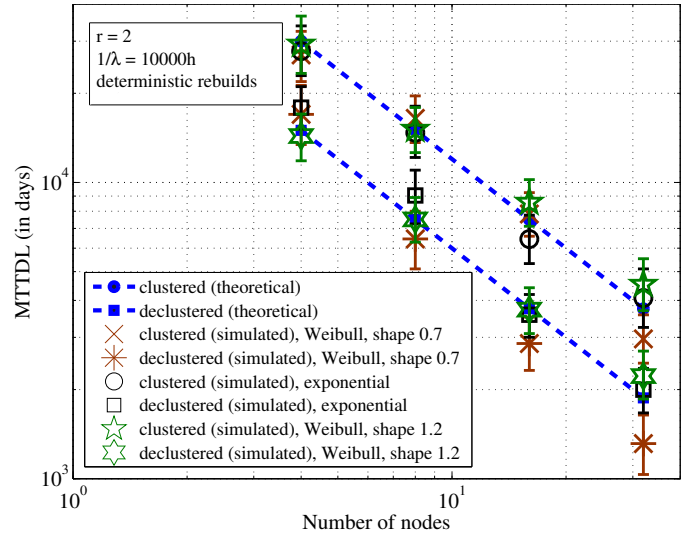 r = 2
1/λ = 10000h
deterministic rebuilds
MTTDL (in days)
10^4
10^3
clustered (theoretical)
declustered (theoretical)
clustered (simulated), Weibull, shape 0.7
declustered (simulated), Weibull, shape 0.7
clustered (simulated), exponential
declustered (simulated), exponential
clustered (simulated), Weibull, shape 1.2
declustered (simulated), Weibull, shape 1.2
10^0
10^1
Number of nodes